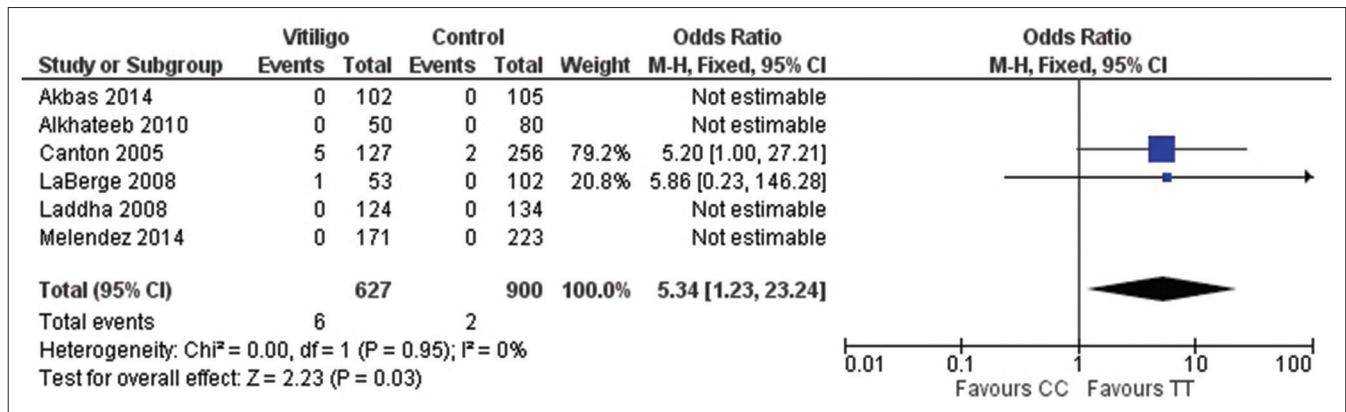 Vitiligo Control Odds Ratio Odds Ratio
Study or Subgroup Events Total Events Total Weight M-H, Fixed, 95% CI M-H, Fixed, 95% CI
Akbas 2014 0 102 0 105 Not estimable
Alkhateeb 2010 0 50 0 80 Not estimable
Canton 2005 5 127 2 256 79.2% 5.20 [1.00, 27.21]
LaBerge 2008 1 53 0 102 20.8% 5.86 [0.23, 146.28]
Laddha 2008 0 124 0 134 Not estimable
Melendez 2014 0 171 0 223 Not estimable
Total (95% CI) 627 900 100.0% 5.34 [1.23, 23.24]
Total events 6 2
Heterogeneity: Chi² = 0.00, df = 1 (P = 0.95); I² = 0%
Test for overall effect: Z = 2.23 (P = 0.03)
0.01 0.1 1 10 100
Favours CC Favours TT